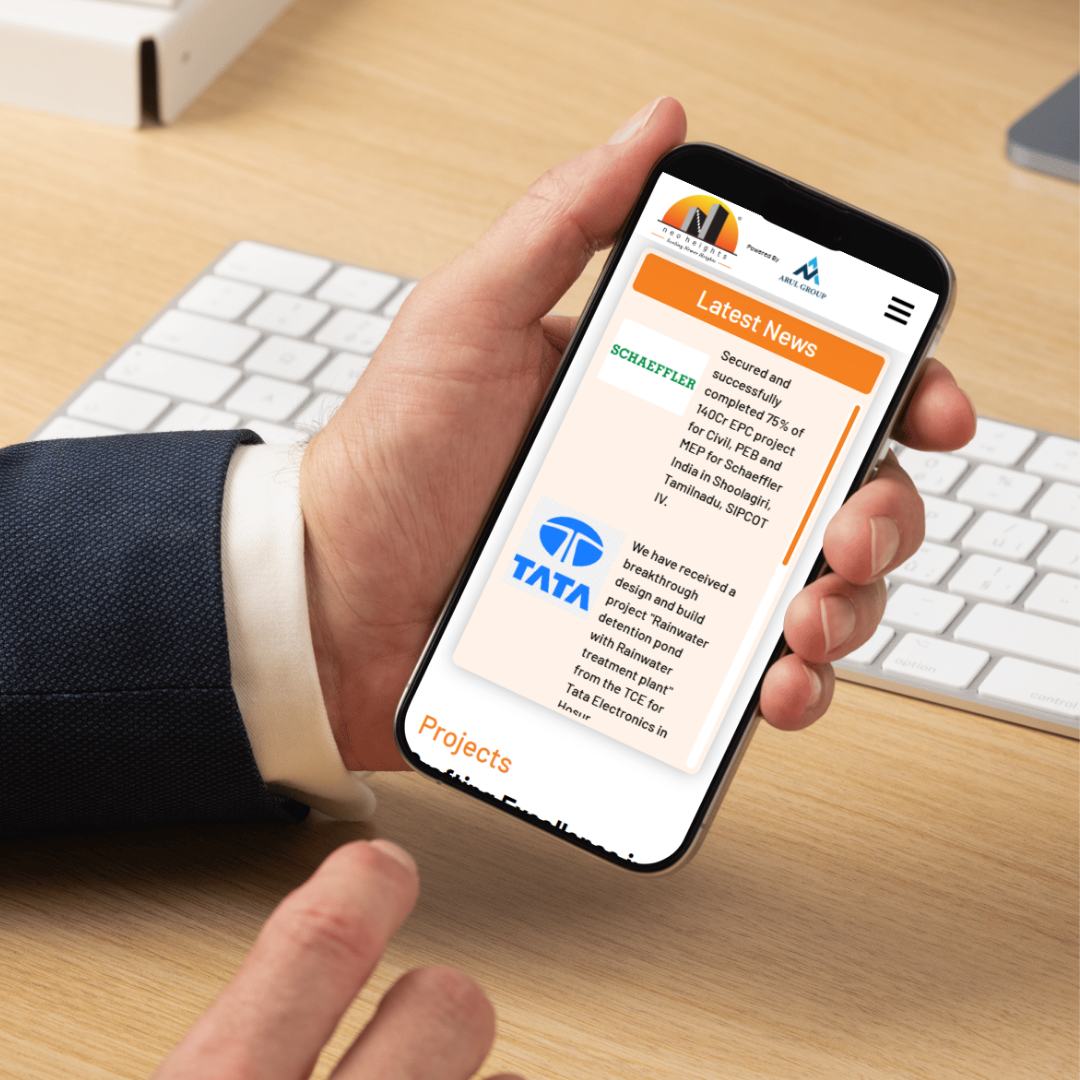 neo heights
Scaling Newer Heights
Powered By
ARUL GROUP
Latest News
SCHAEFFLER
Secured and
successfully
completed 75% of
140Cr EPC project
for Civil, PEB and
MEP for Schaeffler
India in Shoolagiri,
Tamilnadu, SIPCOT
IV.
TATA
We have received a
breakthrough
design and build
project "Rainwater
detention pond
with Rainwater
treatment plant"
from the TCE for
Tata Electronics in
Hosur
Projects
Crafting Excellence i
option
control